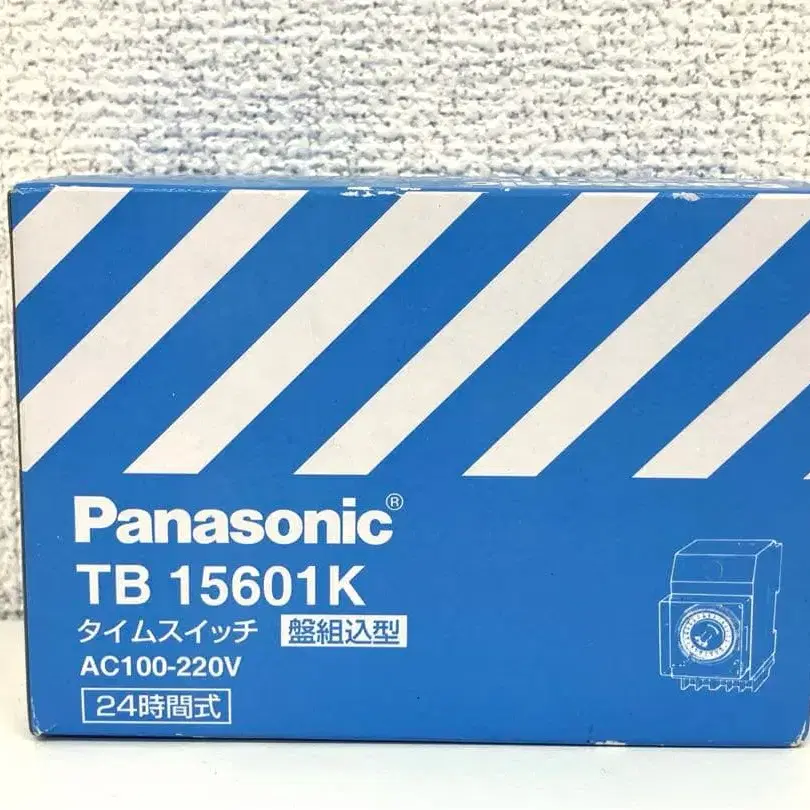 Panasonic®
TB 15601K
タイムスイッチ 盤組込型
AC100-220V
24時間式